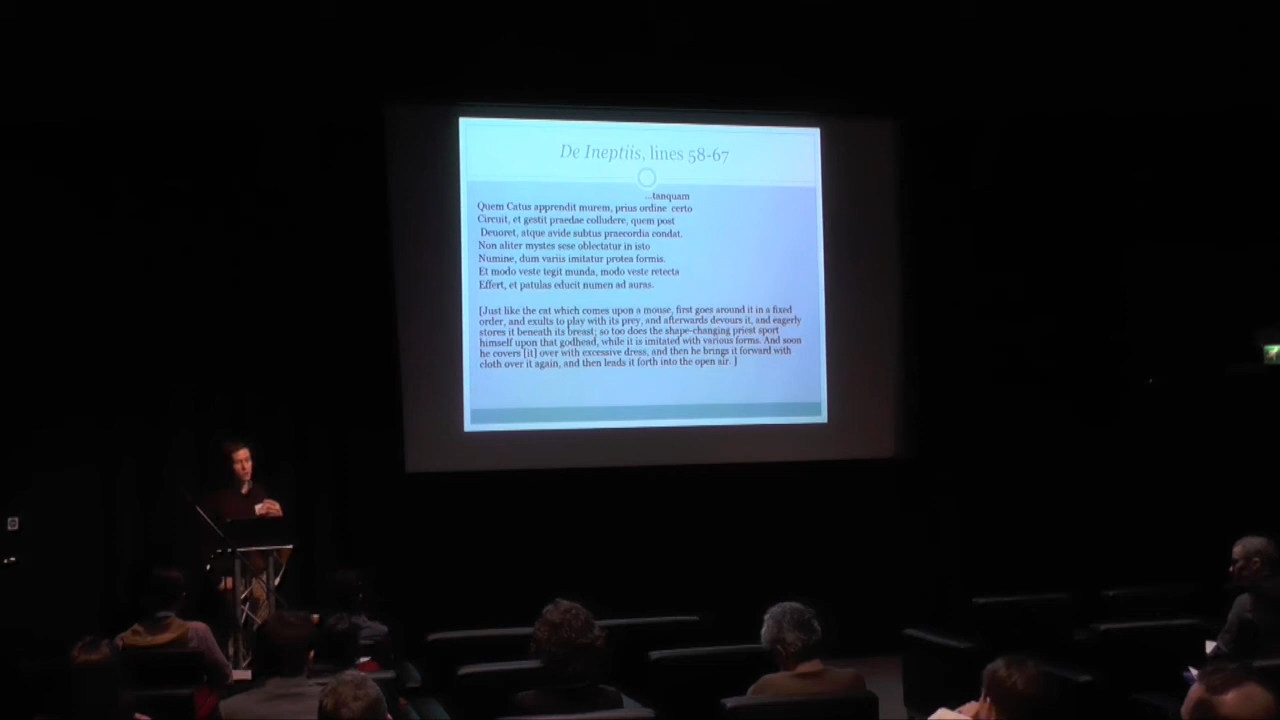 De Ineptiis, lines 58-67
...tanquam
Quem Catus apprendit murem, prius ordine certo
Circuit, et gestit praedae colludere, quem post
Deuoret, atque avide subtus praecordia condat.
Non aliter mystes sese oblectatur in isto
Numine, dum variis imitatur protea formis.
Et modo veste tegit munda, modo veste retecta
Effert, et patulas educit numen ad auras.
[Just like the cat which comes upon a mouse, first goes around it in a fixed
order, and exults to play with its prey, and afterwards devours it, and eagerly
stores it beneath its breast; so too does the shape-changing priest sport
himself upon that godhead, while it is imitated with various forms. And soon
he covers [it] over with excessive dress, and then he brings it forward with
cloth over it again, and then leads it forth into the open air. ]